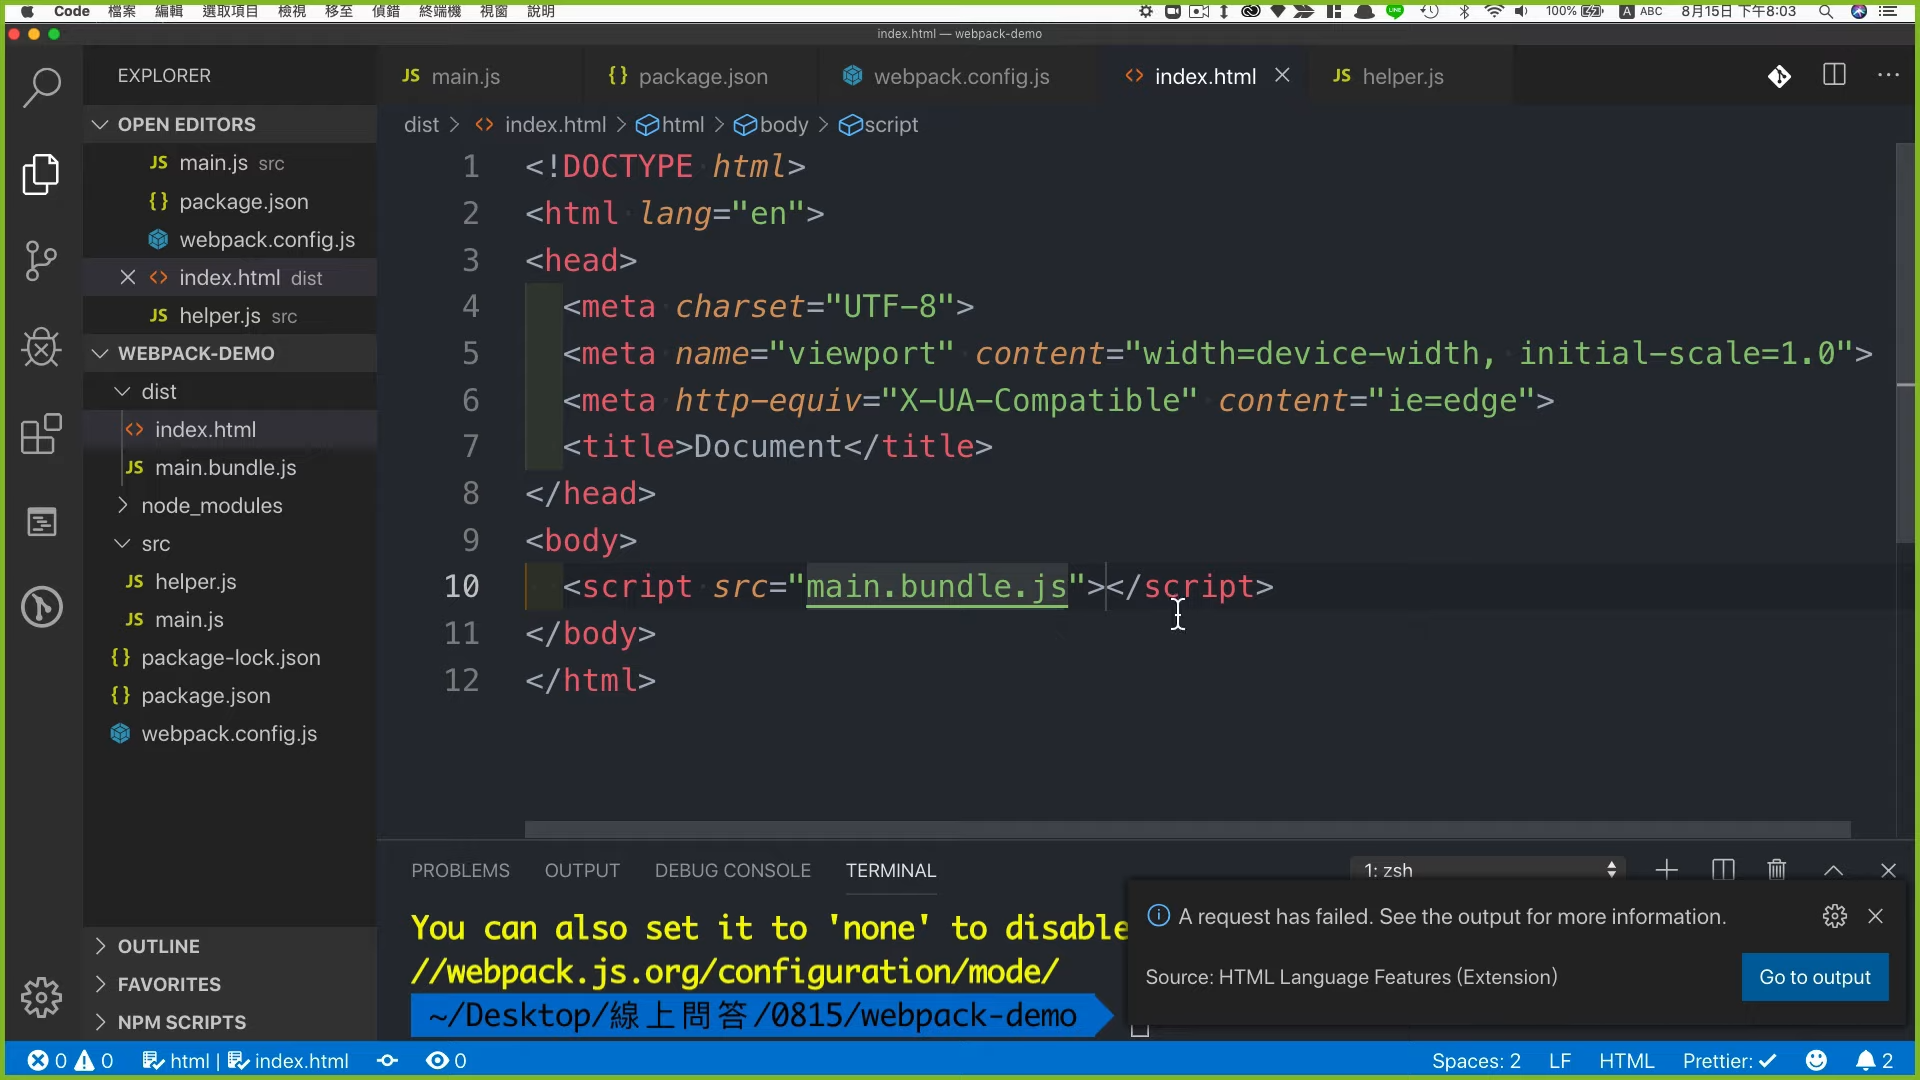 Code 檔案 編輯 選取項目 檢視 移至 偵錯 終端機 視窗 說明 100% A ABC 8月15日 下午8:03
index.html — webpack-demo
EXPLORER
OPEN EDITORS
JS main.js src
{} package.json
webpack.config.js
<> index.html dist
JS helper.js src
WEBPACK-DEMO
dist
<> index.html
JS main.bundle.js
node_modules
src
JS helper.js
JS main.js
{} package-lock.json
{} package.json
webpack.config.js
OUTLINE
FAVORITES
NPM SCRIPTS
JS main.js {} package.json webpack.config.js <> index.html JS helper.js
dist > <> index.html > html > body > script
1 <!DOCTYPE html>
2 <html lang="en">
3 <head>
4 <meta charset="UTF-8">
5 <meta name="viewport" content="width=device-width, initial-scale=1.0">
6 <meta http-equiv="X-UA-Compatible" content="ie=edge">
7 <title>Document</title>
8 </head>
9 <body>
10 <script src="main.bundle.js"></script>
11 </body>
12 </html>
PROBLEMS OUTPUT DEBUG CONSOLE TERMINAL 1: zsh
You can also set it to 'none' to disable
//webpack.js.org/configuration/mode/
~/Desktop/線上問答/0815/webpack-demo
A request has failed. See the output for more information.
Source: HTML Language Features (Extension) Go to output
0 0 html | index.html 0 Spaces: 2 LF HTML Prettier: ✓ 2